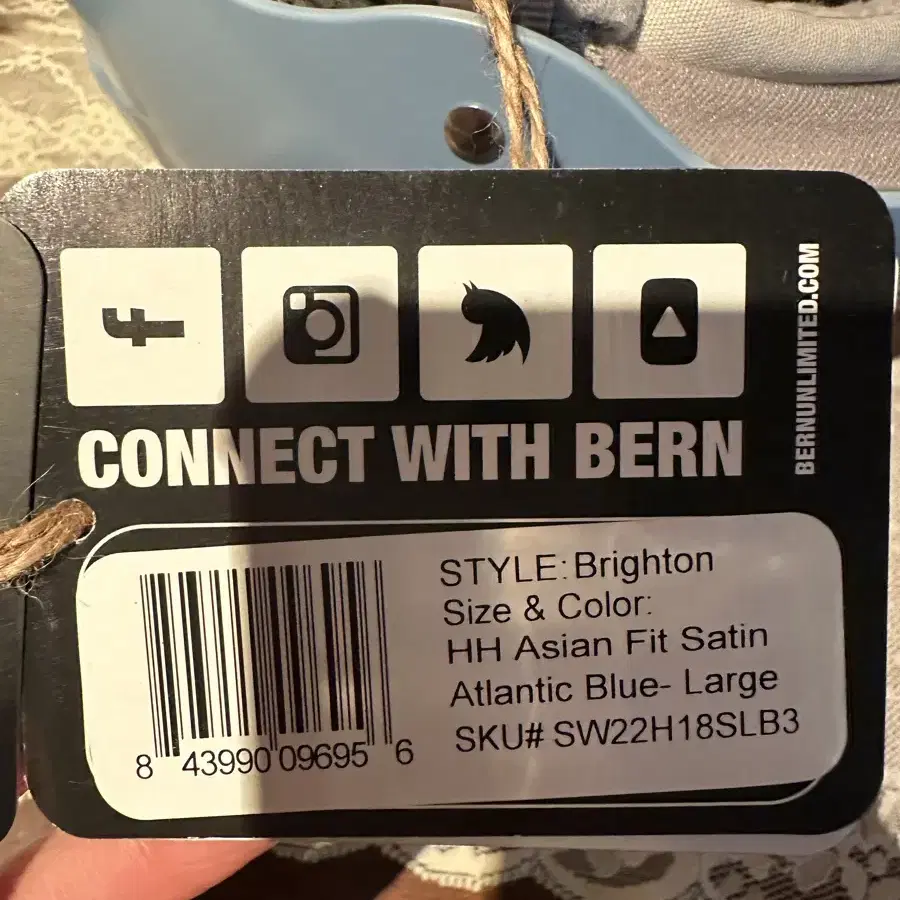 CONNECT WITH BERN
BERNUNLIMITED.COM
STYLE: Brighton
Size & Color:
HH Asian Fit Satin
Atlantic Blue- Large
SKU# SW22H18SLB3
8 43990 09695 6